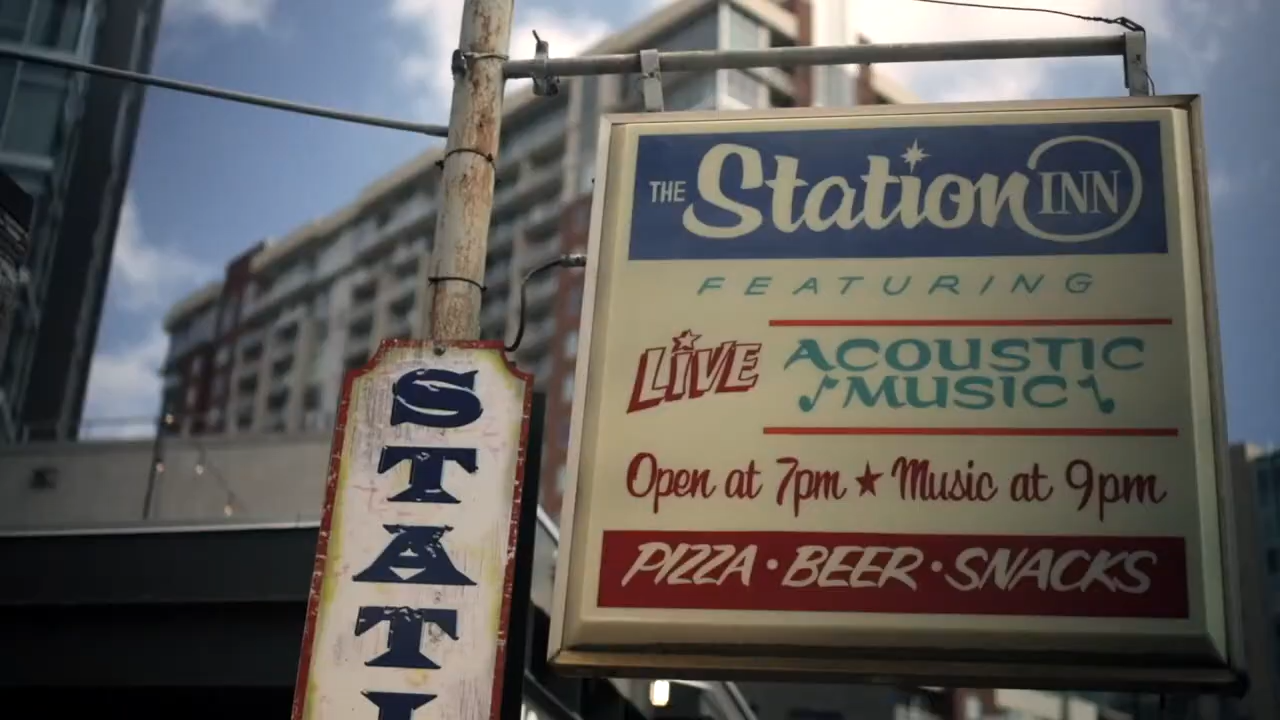 THE Station INN
FEATURING
LIVE ACOUSTIC
MUSIC
Open at 7pm ★ Music at 9pm
PIZZA · BEER · SNACKS
S
T
A
T
I